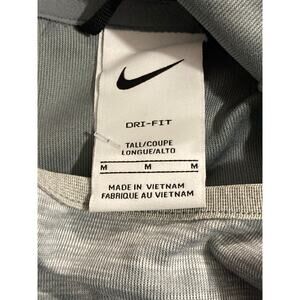 DRI-FIT
TALL/COUPE
LONGUE/ALTO
M M M
MADE IN VIETNAM
FABRIQUE AU VIETNAM